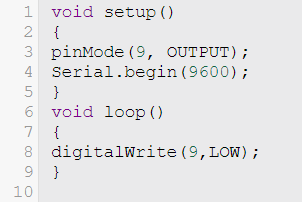 1 void setup()
2 {
3 pinMode(9, OUTPUT);
4 Serial.begin(9600);
5 }
6 void loop()
7 {
8 digitalWrite(9,LOW);
9 }
10